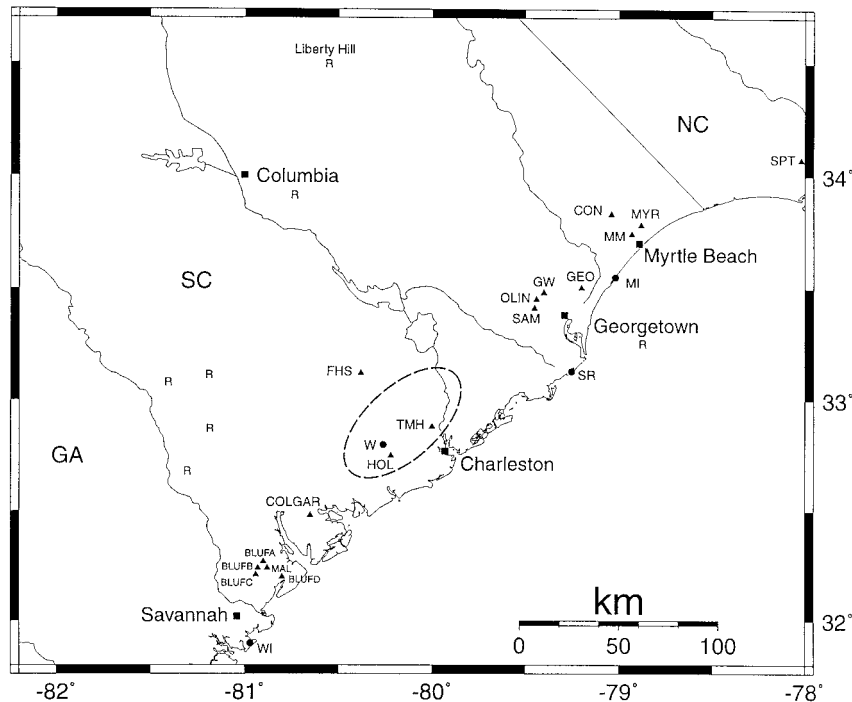 Liberty Hill
R
NC
SPT
Columbia
R
34°
CON
MYR
MM
Myrtle Beach
SC
GEO
MI
GW
OLIN
SAM
Georgetown
R
FHS
R
R
SR
33°
TMH
R
W
GA
HOL
Charleston
R
COLGAR
BLUFA
BLUFB
MAL
BLUFC
BLUFD
km
Savannah
32°
0
50
100
WI
-82°
-81°
-80°
-79°
-78°